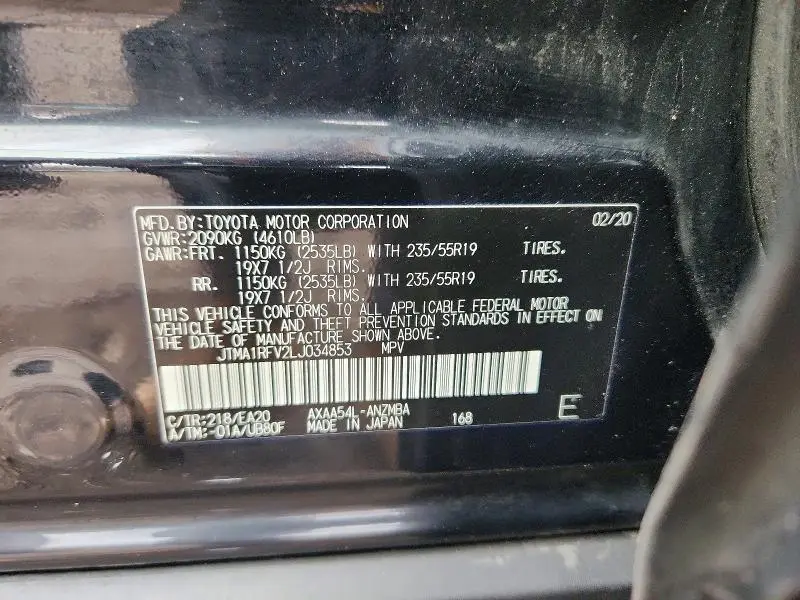 MFD.BY:TOYOTA MOTOR CORPORATION 02/20
GVWR:2090KG (4610LB)
GAWR:FRT. 1150KG (2535LB) WITH 235/55R19 TIRES.
19X7 1/2J RIMS.
RR. 1150KG (2535LB) WITH 235/55R19 TIRES.
19X7 1/2J RIMS.
THIS VEHICLE CONFORMS TO ALL APPLICABLE FEDERAL MOTOR
VEHICLE SAFETY AND THEFT PREVENTION STANDARDS IN EFFECT ON
THE DATE OF MANUFACTURE SHOWN ABOVE.
JTMA1RFV2LJ034853 MPV
C/TR:218/EA20 AXAA54L-ANZMBA 168 E
A/TM:-01A/UB80F MADE IN JAPAN